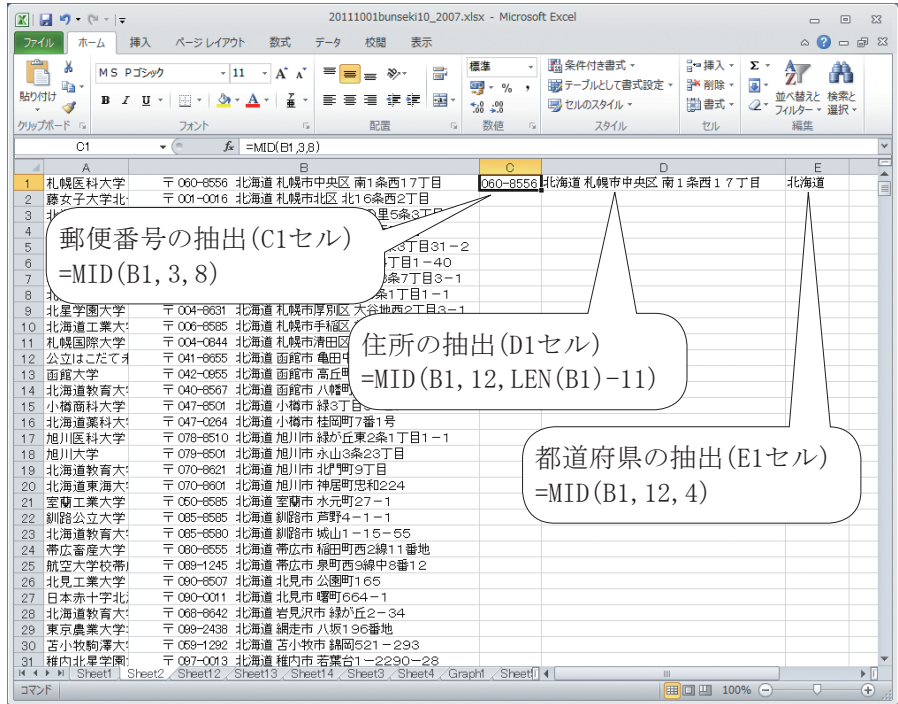 20111001bunseki10_2007.xlsx - Microsoft Excel
ファイル ホーム 挿入 ページ レイアウト 数式 データ 校閲 表示
貼り付け
MS Pゴシック 11
B I U
標準
条件付き書式
テーブルとして書式設定
セルのスタイル
挿入
削除
書式
並べ替えと フィルター
検索と 選択
クリップボード フォント 配置 数値 スタイル セル 編集
C1 fx =MID(B1,3,8)
A B C D E
1 札幌医科大学 〒060-8556 北海道 札幌市中央区 南1条西17丁目 060-8556 北海道 札幌市中央区 南1条西17丁目 北海道
2 藤女子大学北 〒001-0016 北海道 札幌市北区 北16条西2丁目
3 の里5条3丁目
4
5 3丁目31-2
6 丁目1-40
7 条7丁目3-1
8 条1丁目1-1
郵便番号の抽出(C1セル)
=MID(B1,3,8)
9 北星学園大学 〒004-8631 北海道 札幌市厚別区 大谷地西2丁目3-1
10 北海道工業大 〒006-8585 北海道 札幌市手稲区
11 札幌国際大学 〒004-0844 北海道 札幌市清田区
12 公立はこだて 〒041-8655 北海道 函館市 亀田中
13 函館大学 〒042-0955 北海道 函館市 高丘町
14 北海道教育大 〒040-8567 北海道 函館市 八幡町
15 小樽商科大学 〒047-8501 北海道 小樽市 緑3丁目
住所の抽出(D1セル)
=MID(B1,12,LEN(B1)-11)
16 北海道薬科大 〒047-0264 北海道 小樽市 桂岡町7番1号
17 旭川医科大学 〒078-8510 北海道 旭川市 緑が丘東2条1丁目1-1
18 旭川大学 〒079-8501 北海道 旭川市 永山3条23丁目
19 北海道教育大 〒070-8621 北海道 旭川市 北門町9丁目
20 北海道東海大 〒070-8601 北海道 旭川市 神居町忠和224
21 室蘭工業大学 〒050-8585 北海道 室蘭市 水元町27-1
都道府県の抽出(E1セル)
=MID(B1,12,4)
22 釧路公立大学 〒085-8585 北海道 釧路市 芦野4-1-1
23 北海道教育大 〒085-8580 北海道 釧路市 城山1-15-55
24 帯広畜産大学 〒080-8555 北海道 帯広市 稲田町西2線11番地
25 航空大学校帯 〒089-1245 北海道 帯広市 泉町西9線中8番12
26 北見工業大学 〒090-8507 北海道 北見市 公園町165
27 日本赤十字北 〒090-0011 北海道 北見市 曙町664-1
28 北海道教育大 〒068-8642 北海道 岩見沢市 緑が丘2-34
29 東京農業大学 〒099-2438 北海道 網走市 八坂196番地
30 苫小牧駒澤大 〒059-1292 北海道 苫小牧市 錦岡521-293
31 稚内北星学園 〒097-0013 北海道 稚内市 若葉台1-2290-28
Sheet1 Sheet2 Sheet12 Sheet13 Sheet14 Sheet3 Sheet4 Graph1 Sheet
コマンド 100%